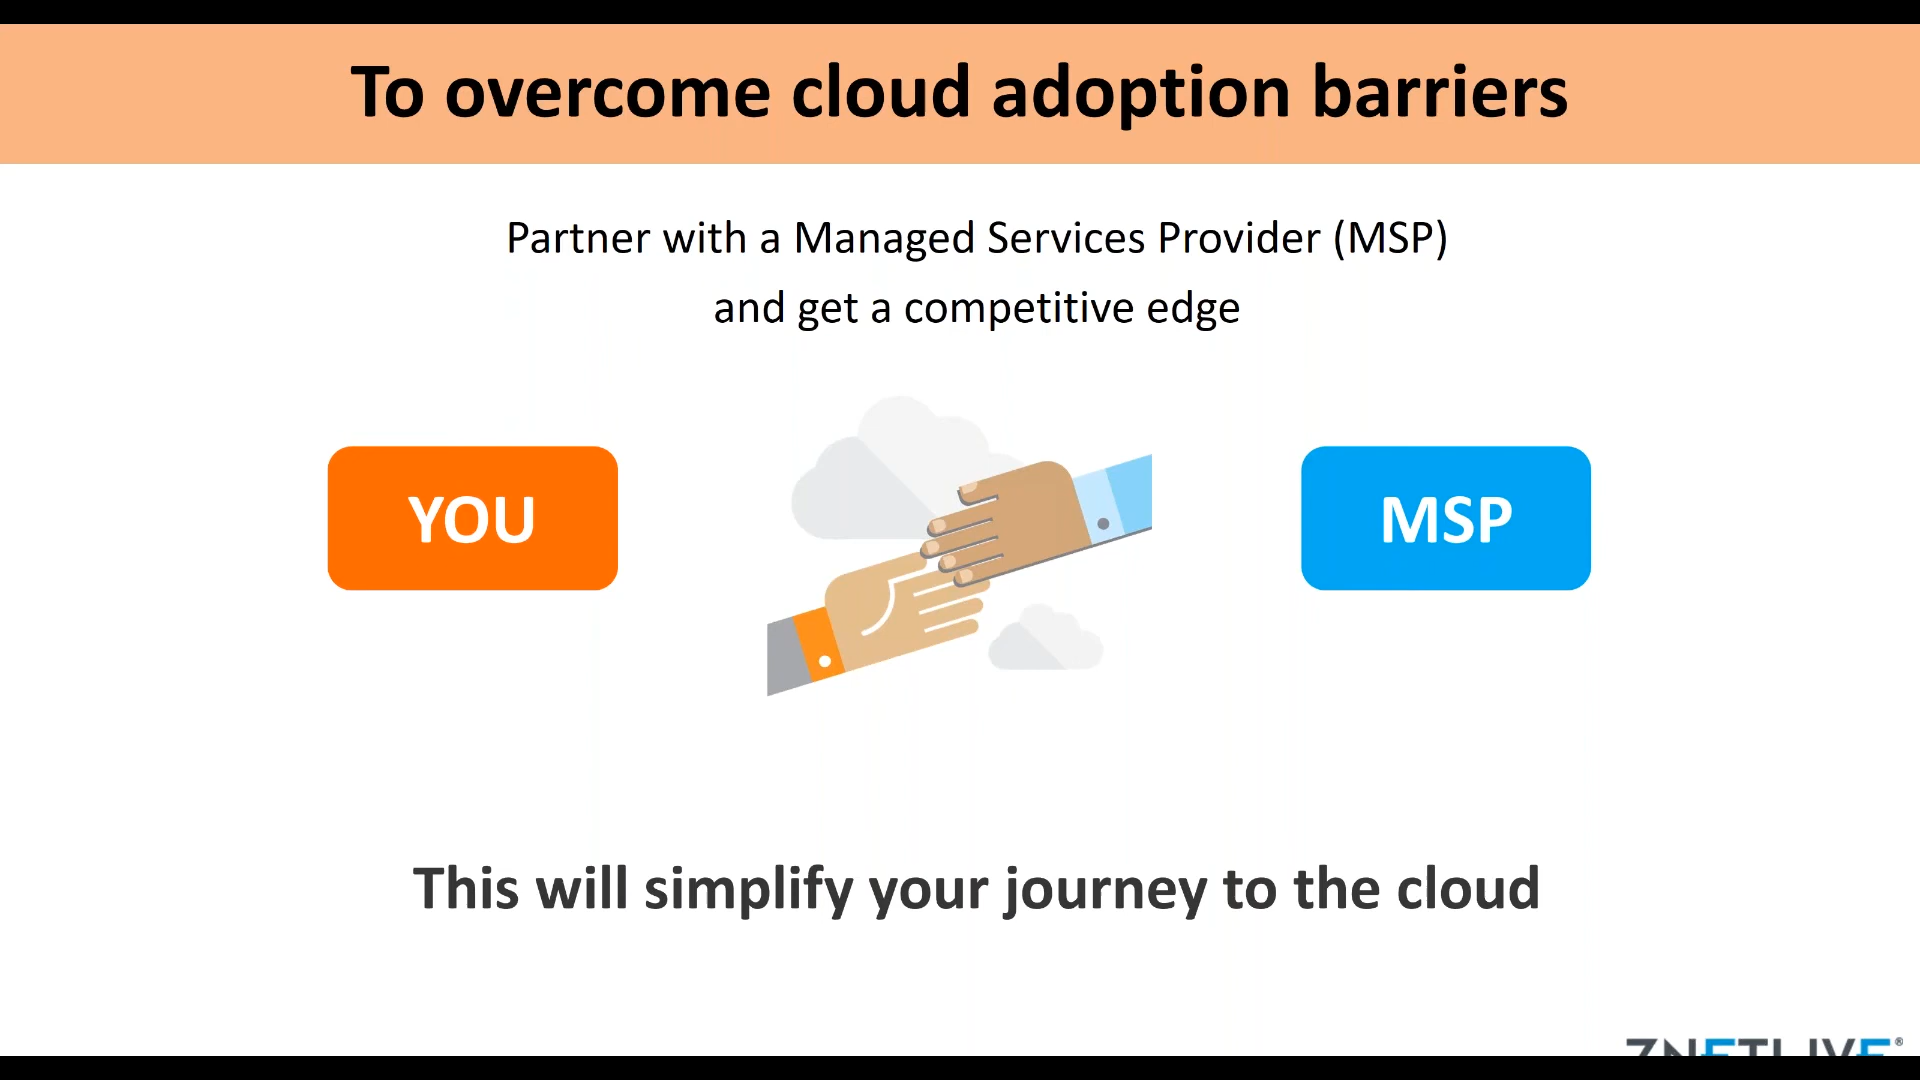 To overcome cloud adoption barriers
Partner with a Managed Services Provider (MSP)
and get a competitive edge
YOU
MSP
This will simplify your journey to the cloud
ZNETLIVE®